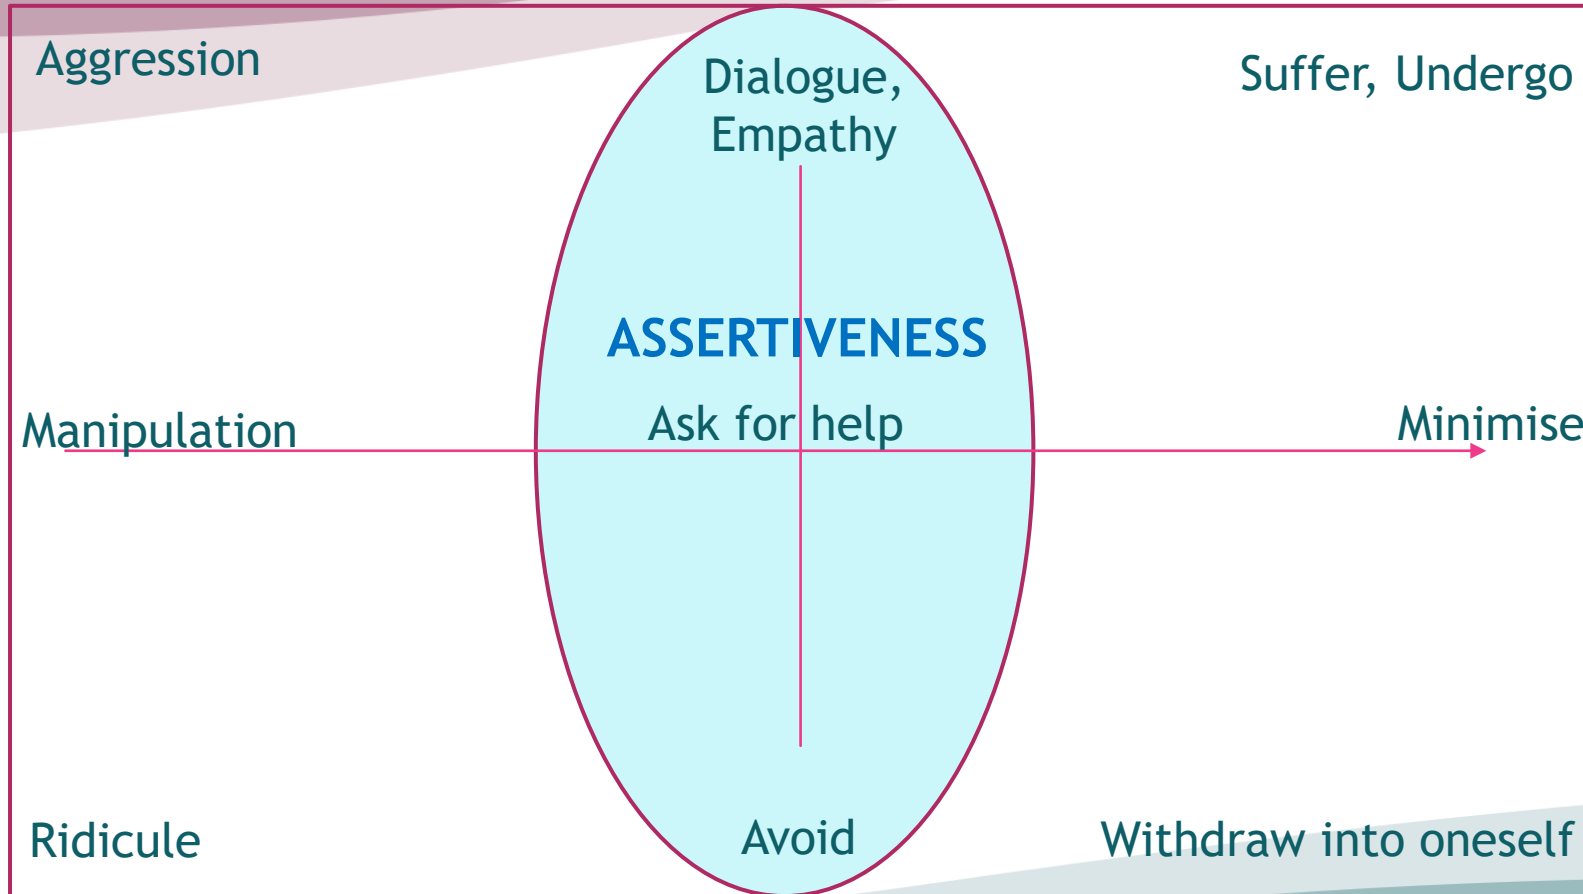 Aggression
Dialogue,
Empathy
Suffer, Undergo
ASSERTIVENESS
Manipulation
Ask for help
Minimise
Ridicule
Avoid
Withdraw into oneself